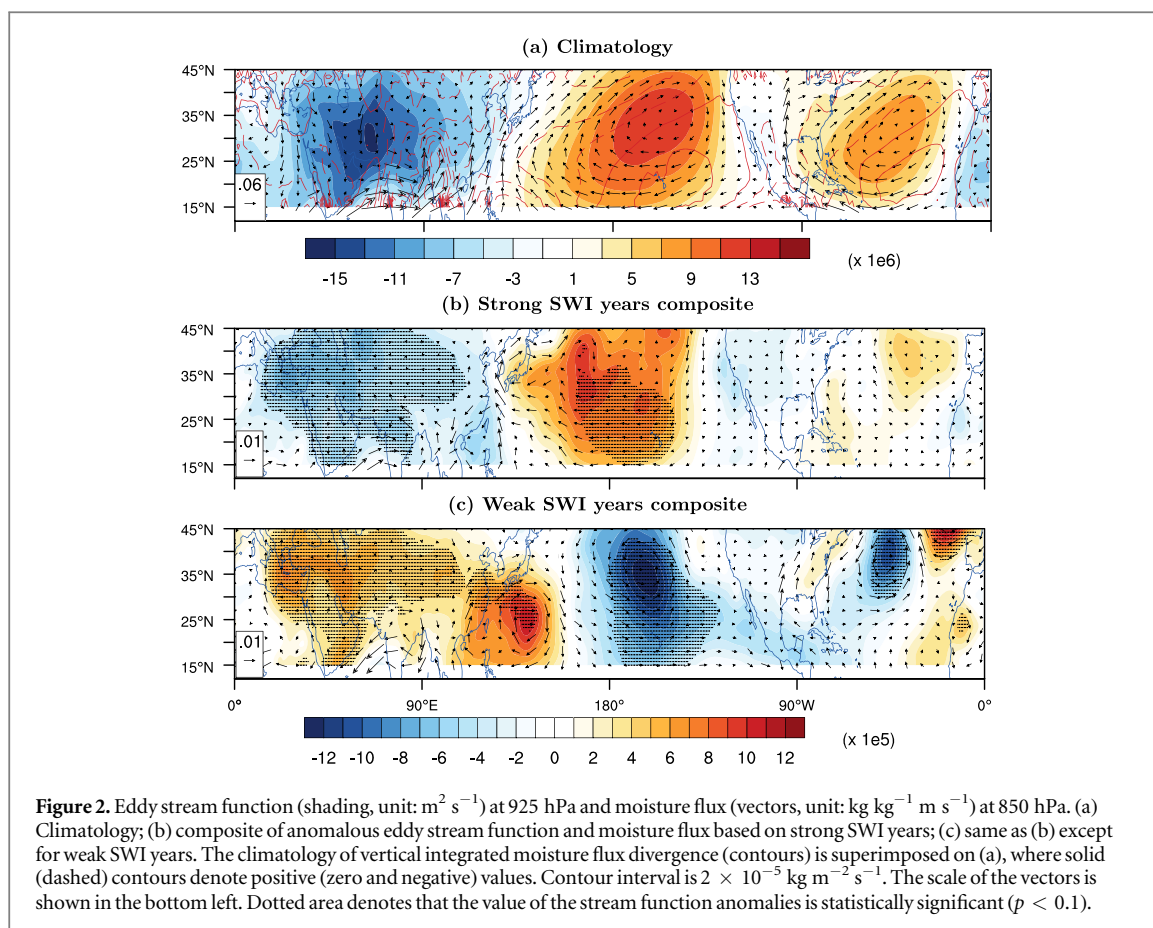 (a) Climatology
45°N
35°N
25°N
15°N
.06
-15 -11 -7 -3 1 5 9 13
(x 1e6)
(b) Strong SWI years composite
45°N
35°N
25°N
15°N
.01
(c) Weak SWI years composite
45°N
35°N
25°N
15°N
.01
0° 90°E 180° 90°W 0°
-12 -10 -8 -6 -4 -2 0 2 4 6 8 10 12
(x 1e5)
Figure 2. Eddy stream function (shading, unit: m² s⁻¹) at 925 hPa and moisture flux (vectors, unit: kg kg⁻¹ m s⁻¹) at 850 hPa. (a)
Climatology; (b) composite of anomalous eddy stream function and moisture flux based on strong SWI years; (c) same as (b) except
for weak SWI years. The climatology of vertical integrated moisture flux divergence (contours) is superimposed on (a), where solid
(dashed) contours denote positive (zero and negative) values. Contour interval is 2 × 10⁻⁵ kg m⁻² s⁻¹. The scale of the vectors is
shown in the bottom left. Dotted area denotes that the value of the stream function anomalies is statistically significant (p < 0.1).